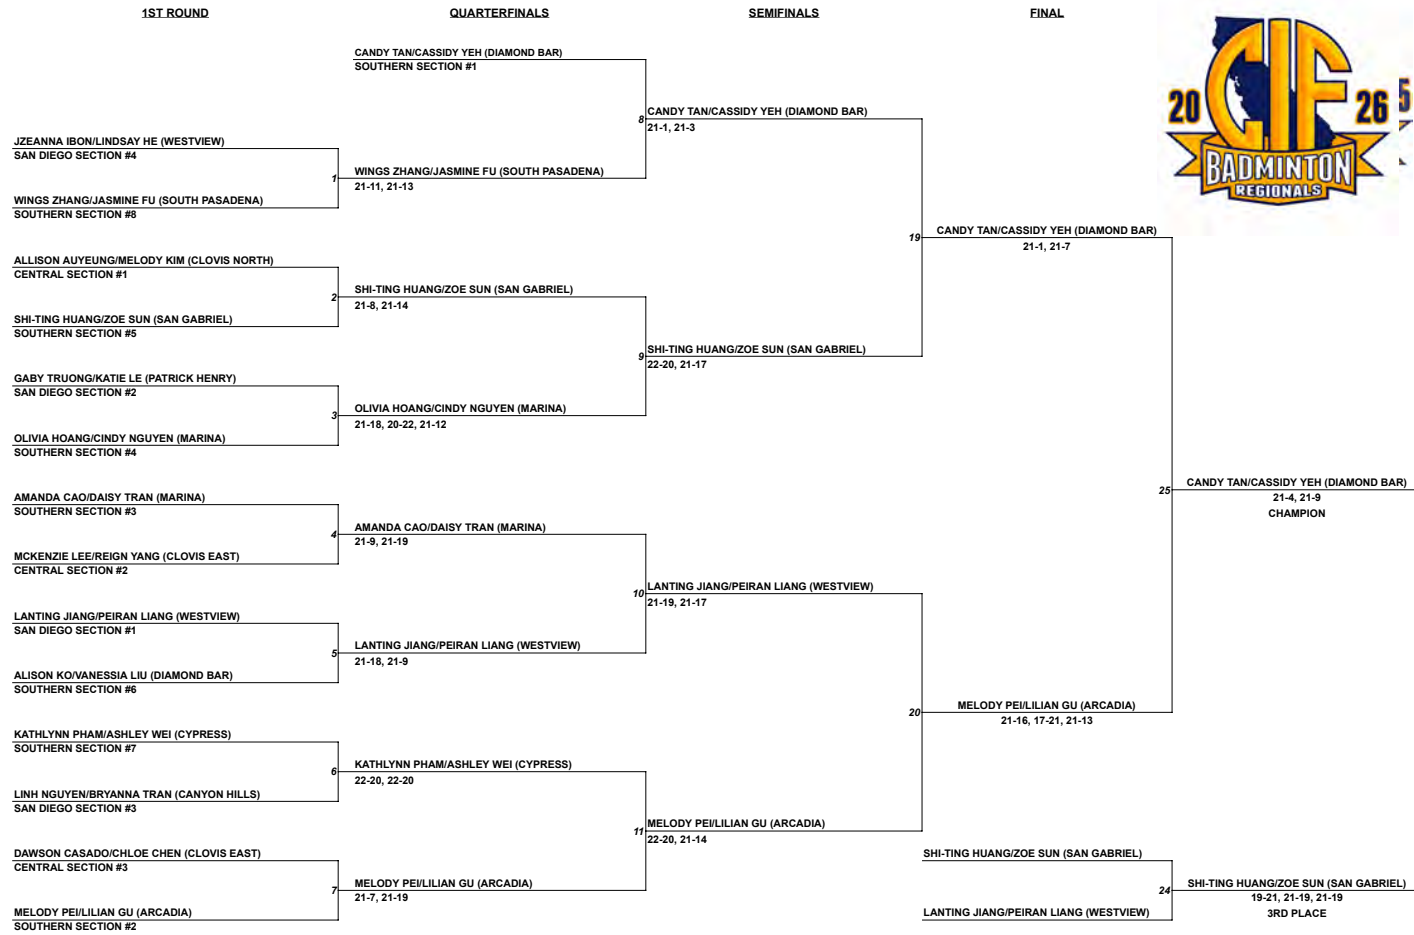 1ST ROUND
QUARTERFINALS
SEMIFINALS
FINAL
CANDY TAN/CASSIDY YEH (DIAMOND BAR)
SOUTHERN SECTION #1
JZEANNA IBON/LINDSAY HE (WESTVIEW)
SAN DIEGO SECTION #4
1
WINGS ZHANG/JASMINE FU (SOUTH PASADENA)
21-11, 21-13
WINGS ZHANG/JASMINE FU (SOUTH PASADENA)
SOUTHERN SECTION #8
8
CANDY TAN/CASSIDY YEH (DIAMOND BAR)
21-1, 21-3
ALLISON AUYEUNG/MELODY KIM (CLOVIS NORTH)
CENTRAL SECTION #1
2
SHI-TING HUANG/ZOE SUN (SAN GABRIEL)
21-8, 21-14
SHI-TING HUANG/ZOE SUN (SAN GABRIEL)
SOUTHERN SECTION #5
9
SHI-TING HUANG/ZOE SUN (SAN GABRIEL)
22-20, 21-17
GABY TRUONG/KATIE LE (PATRICK HENRY)
SAN DIEGO SECTION #2
3
OLIVIA HOANG/CINDY NGUYEN (MARINA)
21-18, 20-22, 21-12
OLIVIA HOANG/CINDY NGUYEN (MARINA)
SOUTHERN SECTION #4
19
CANDY TAN/CASSIDY YEH (DIAMOND BAR)
21-1, 21-7
AMANDA CAO/DAISY TRAN (MARINA)
SOUTHERN SECTION #3
4
AMANDA CAO/DAISY TRAN (MARINA)
21-9, 21-19
MCKENZIE LEE/REIGN YANG (CLOVIS EAST)
CENTRAL SECTION #2
10
LANTING JIANG/PEIRAN LIANG (WESTVIEW)
21-19, 21-17
LANTING JIANG/PEIRAN LIANG (WESTVIEW)
SAN DIEGO SECTION #1
5
LANTING JIANG/PEIRAN LIANG (WESTVIEW)
21-18, 21-9
ALISON KO/VANESSIA LIU (DIAMOND BAR)
SOUTHERN SECTION #6
KATHLYNN PHAM/ASHLEY WEI (CYPRESS)
SOUTHERN SECTION #7
6
KATHLYNN PHAM/ASHLEY WEI (CYPRESS)
22-20, 22-20
LINH NGUYEN/BRYANNA TRAN (CANYON HILLS)
SAN DIEGO SECTION #3
11
MELODY PEI/LILIAN GU (ARCADIA)
22-20, 21-14
DAWSON CASADO/CHLOE CHEN (CLOVIS EAST)
CENTRAL SECTION #3
7
MELODY PEI/LILIAN GU (ARCADIA)
21-7, 21-19
MELODY PEI/LILIAN GU (ARCADIA)
SOUTHERN SECTION #2
20
MELODY PEI/LILIAN GU (ARCADIA)
21-16, 17-21, 21-13
25
CANDY TAN/CASSIDY YEH (DIAMOND BAR)
21-4, 21-9
CHAMPION
SHI-TING HUANG/ZOE SUN (SAN GABRIEL)
24
SHI-TING HUANG/ZOE SUN (SAN GABRIEL)
19-21, 21-19, 21-19
3RD PLACE
LANTING JIANG/PEIRAN LIANG (WESTVIEW)
20 CIF 26
BADMINTON
REGIONALS
5